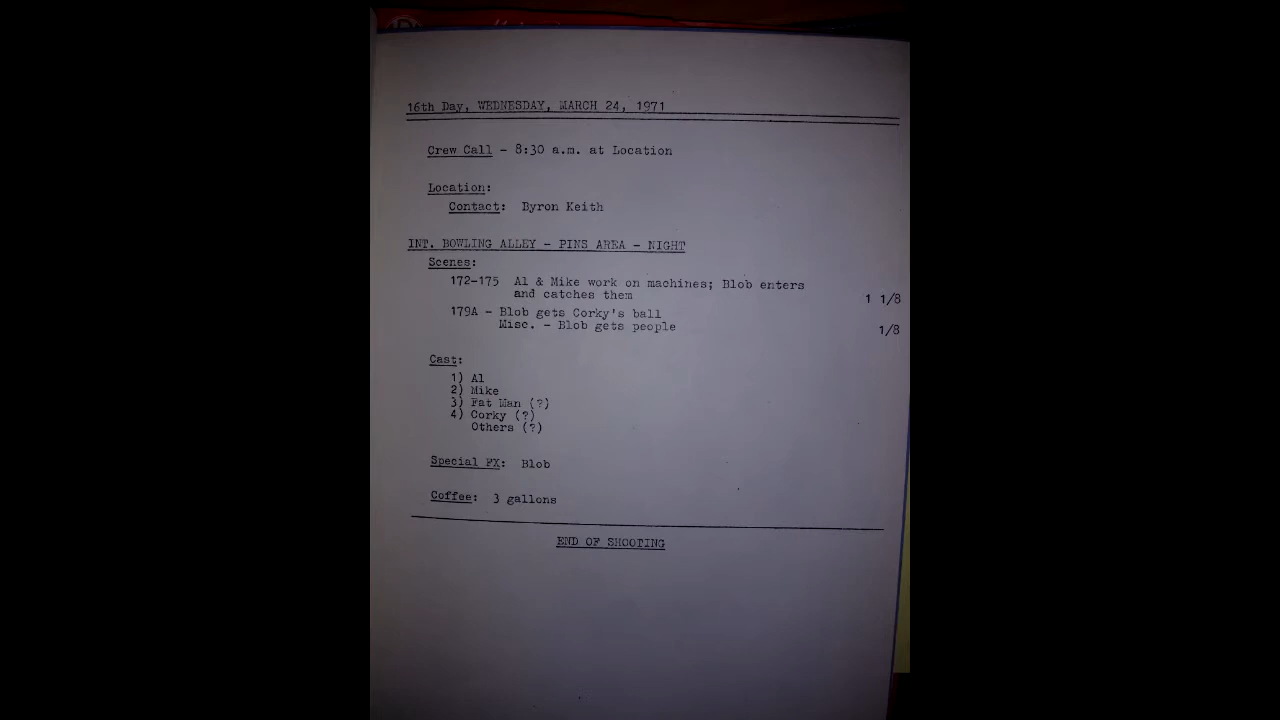 16th Day, WEDNESDAY, MARCH 24, 1971
Crew Call - 8:30 a.m. at Location
Location:
Contact: Byron Keith
INT. BOWLING ALLEY - PINS AREA - NIGHT
Scenes:
172-175 Al & Mike work on machines; Blob enters
and catches them 1 1/8
179A - Blob gets Corky's ball
Misc. - Blob gets people 1/8
Cast:
1) Al
2) Mike
3) Fat Man (?)
4) Corky (?)
Others (?)
Special FX: Blob
Coffee: 3 gallons
END OF SHOOTING